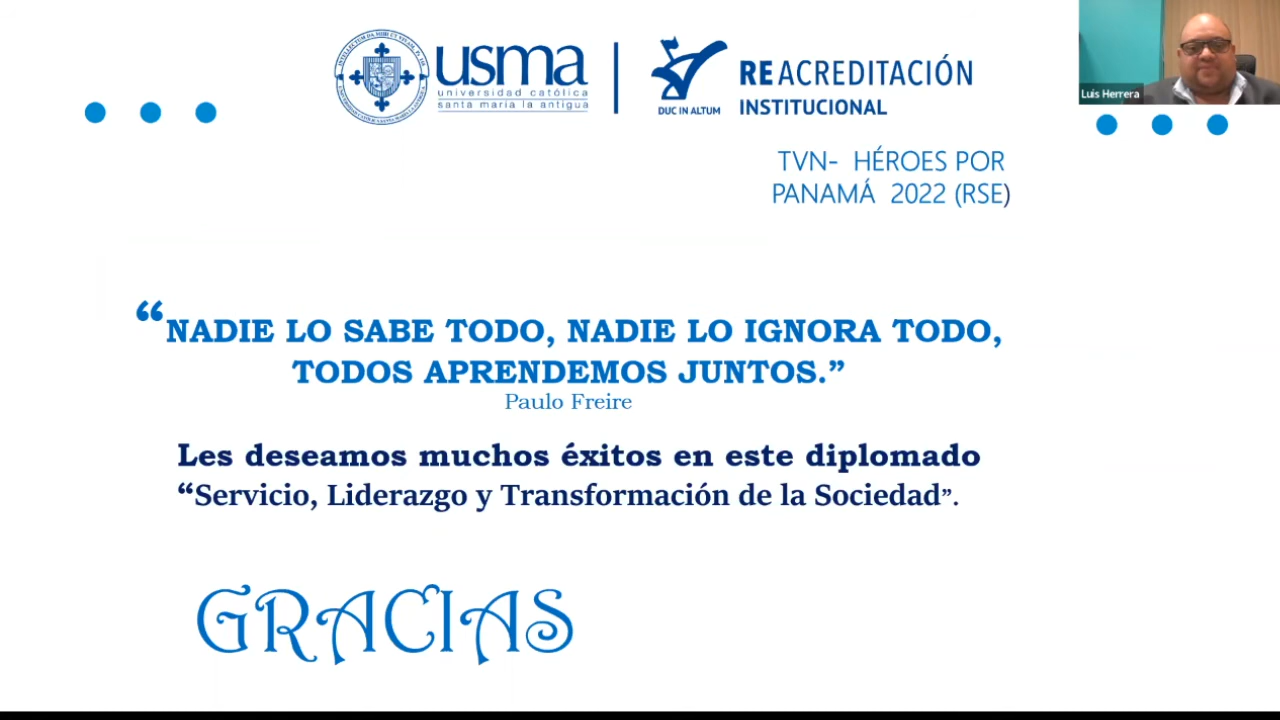 usma
universidad católica
santa maría la antigua
DUC IN ALTUM
REACREDITACIÓN
INSTITUCIONAL
Luis Herrera
TVN- HÉROES POR
PANAMÁ 2022 (RSE)
“NADIE LO SABE TODO, NADIE LO IGNORA TODO,
TODOS APRENDEMOS JUNTOS.”
Paulo Freire
Les deseamos muchos éxitos en este diplomado
“Servicio, Liderazgo y Transformación de la Sociedad”.
GRACIAS